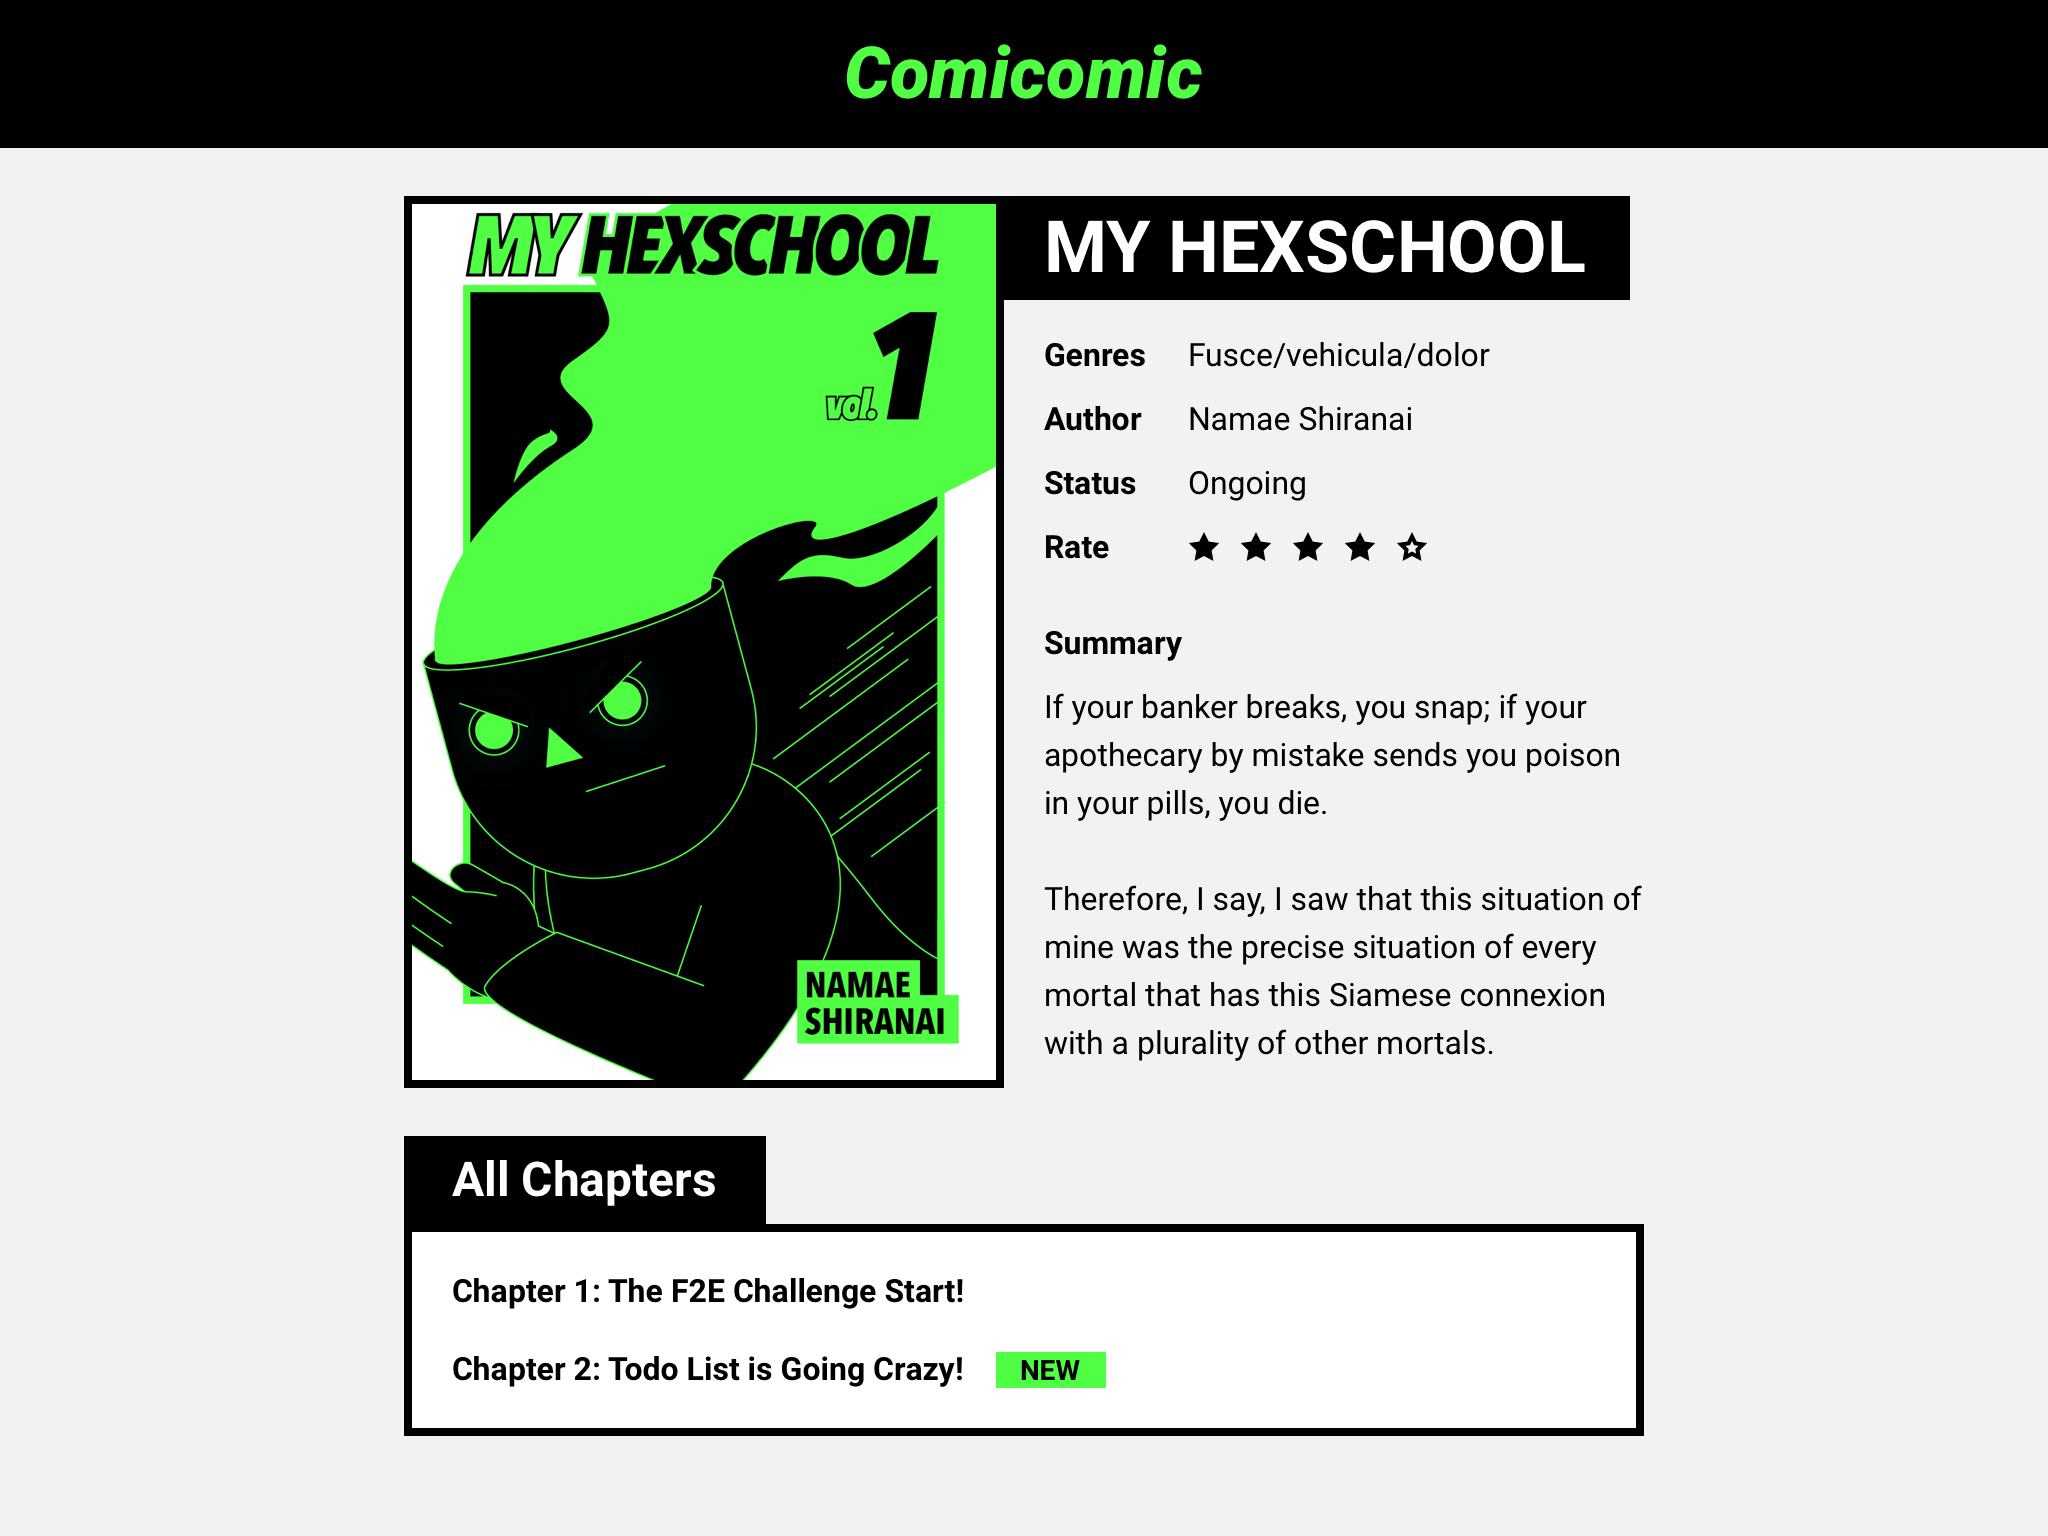 Comicomic
MY HEXSCHOOL
vol. 1
NAMAE
SHIRANAI
MY HEXSCHOOL
Genres Fusce/vehicula/dolor
Author Namae Shiranai
Status Ongoing
Rate
Summary
If your banker breaks, you snap; if your
apothecary by mistake sends you poison
in your pills, you die.
Therefore, I say, I saw that this situation of
mine was the precise situation of every
mortal that has this Siamese connexion
with a plurality of other mortals.
All Chapters
Chapter 1: The F2E Challenge Start!
Chapter 2: Todo List is Going Crazy! NEW